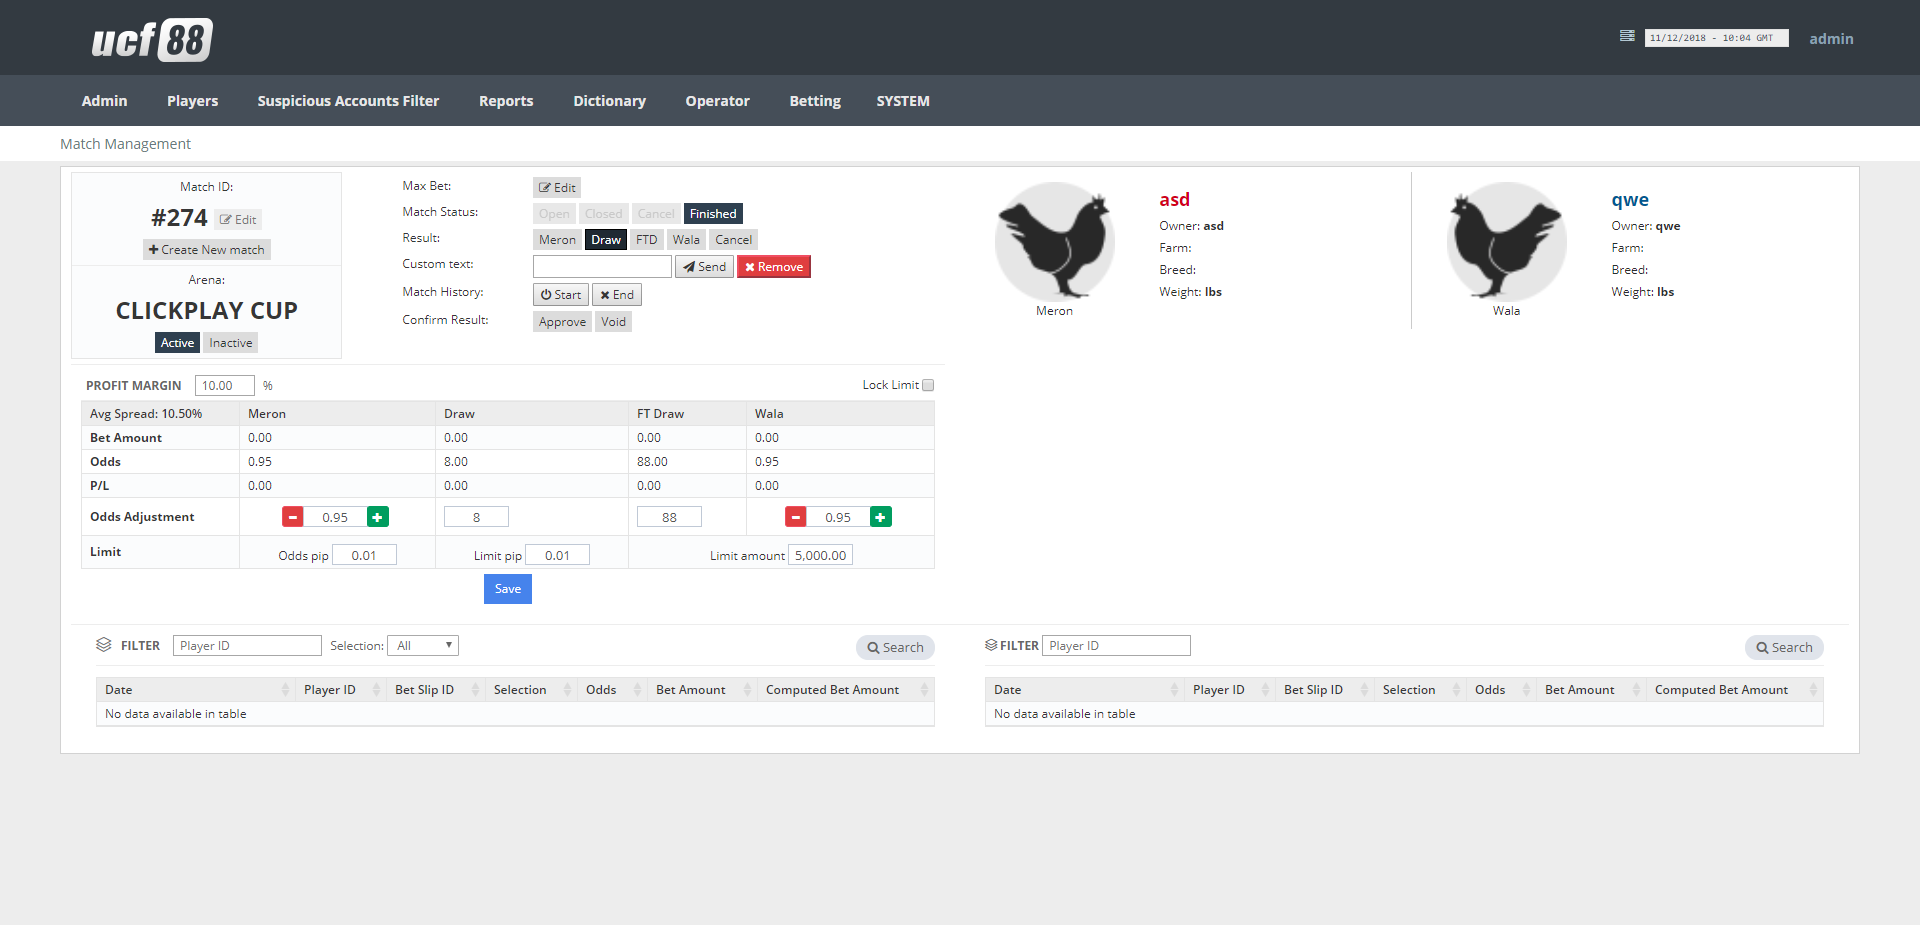 ucf88
11/12/2018 - 10:04 GMT
admin
Admin Players Suspicious Accounts Filter Reports Dictionary Operator Betting SYSTEM
Match Management
Match ID:
#274 Edit
Create New match
Arena:
CLICKPLAY CUP
Active Inactive
Max Bet: Edit
Match Status: Open Closed Cancel Finished
Result: Meron Draw FTD Wala Cancel
Custom text: Send Remove
Match History: Start End
Confirm Result: Approve Void
Meron
asd
Owner: asd
Farm:
Breed:
Weight: lbs
Wala
qwe
Owner: qwe
Farm:
Breed:
Weight: lbs
PROFIT MARGIN 10.00 % Lock Limit
Avg Spread: 10.50% Meron Draw FT Draw Wala
Bet Amount 0.00 0.00 0.00 0.00
Odds 0.95 8.00 88.00 0.95
P/L 0.00 0.00 0.00 0.00
Odds Adjustment 0.95 8 88 0.95
Limit Odds pip 0.01 Limit pip 0.01 Limit amount 5,000.00
Save
FILTER Player ID Selection: All Search
Date Player ID Bet Slip ID Selection Odds Bet Amount Computed Bet Amount
No data available in table
FILTER Player ID Search
Date Player ID Bet Slip ID Selection Odds Bet Amount Computed Bet Amount
No data available in table